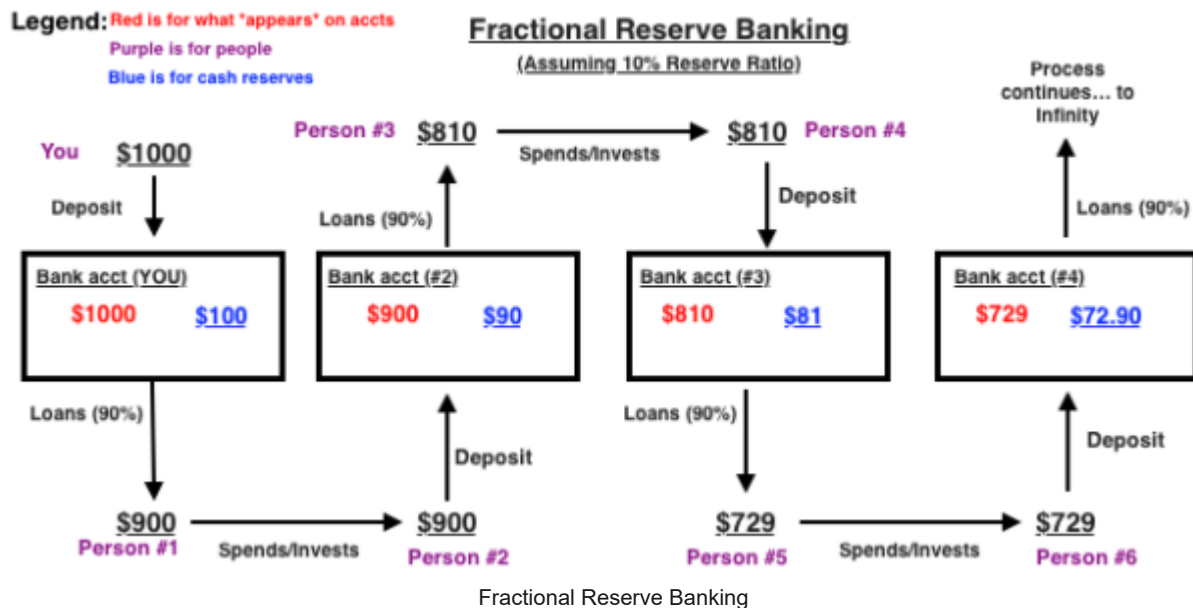 Legend: Red is for what *appears* on accts
Purple is for people
Blue is for cash reserves
Fractional Reserve Banking
(Assuming 10% Reserve Ratio)
Process
continues... to
Infinity
You $1000
Person #3 $810
Spends/Invests
$810 Person #4
Deposit
Loans (90%)
Deposit
Loans (90%)
Bank acct (YOU)
$1000 $100
Bank acct (#2)
$900 $90
Bank acct (#3)
$810 $81
Bank acct (#4)
$729 $72.90
Loans (90%)
Deposit
Loans (90%)
Deposit
$900
Person #1
Spends/Invests
$900
Person #2
$729
Person #5
Spends/Invests
$729
Person #6
Fractional Reserve Banking